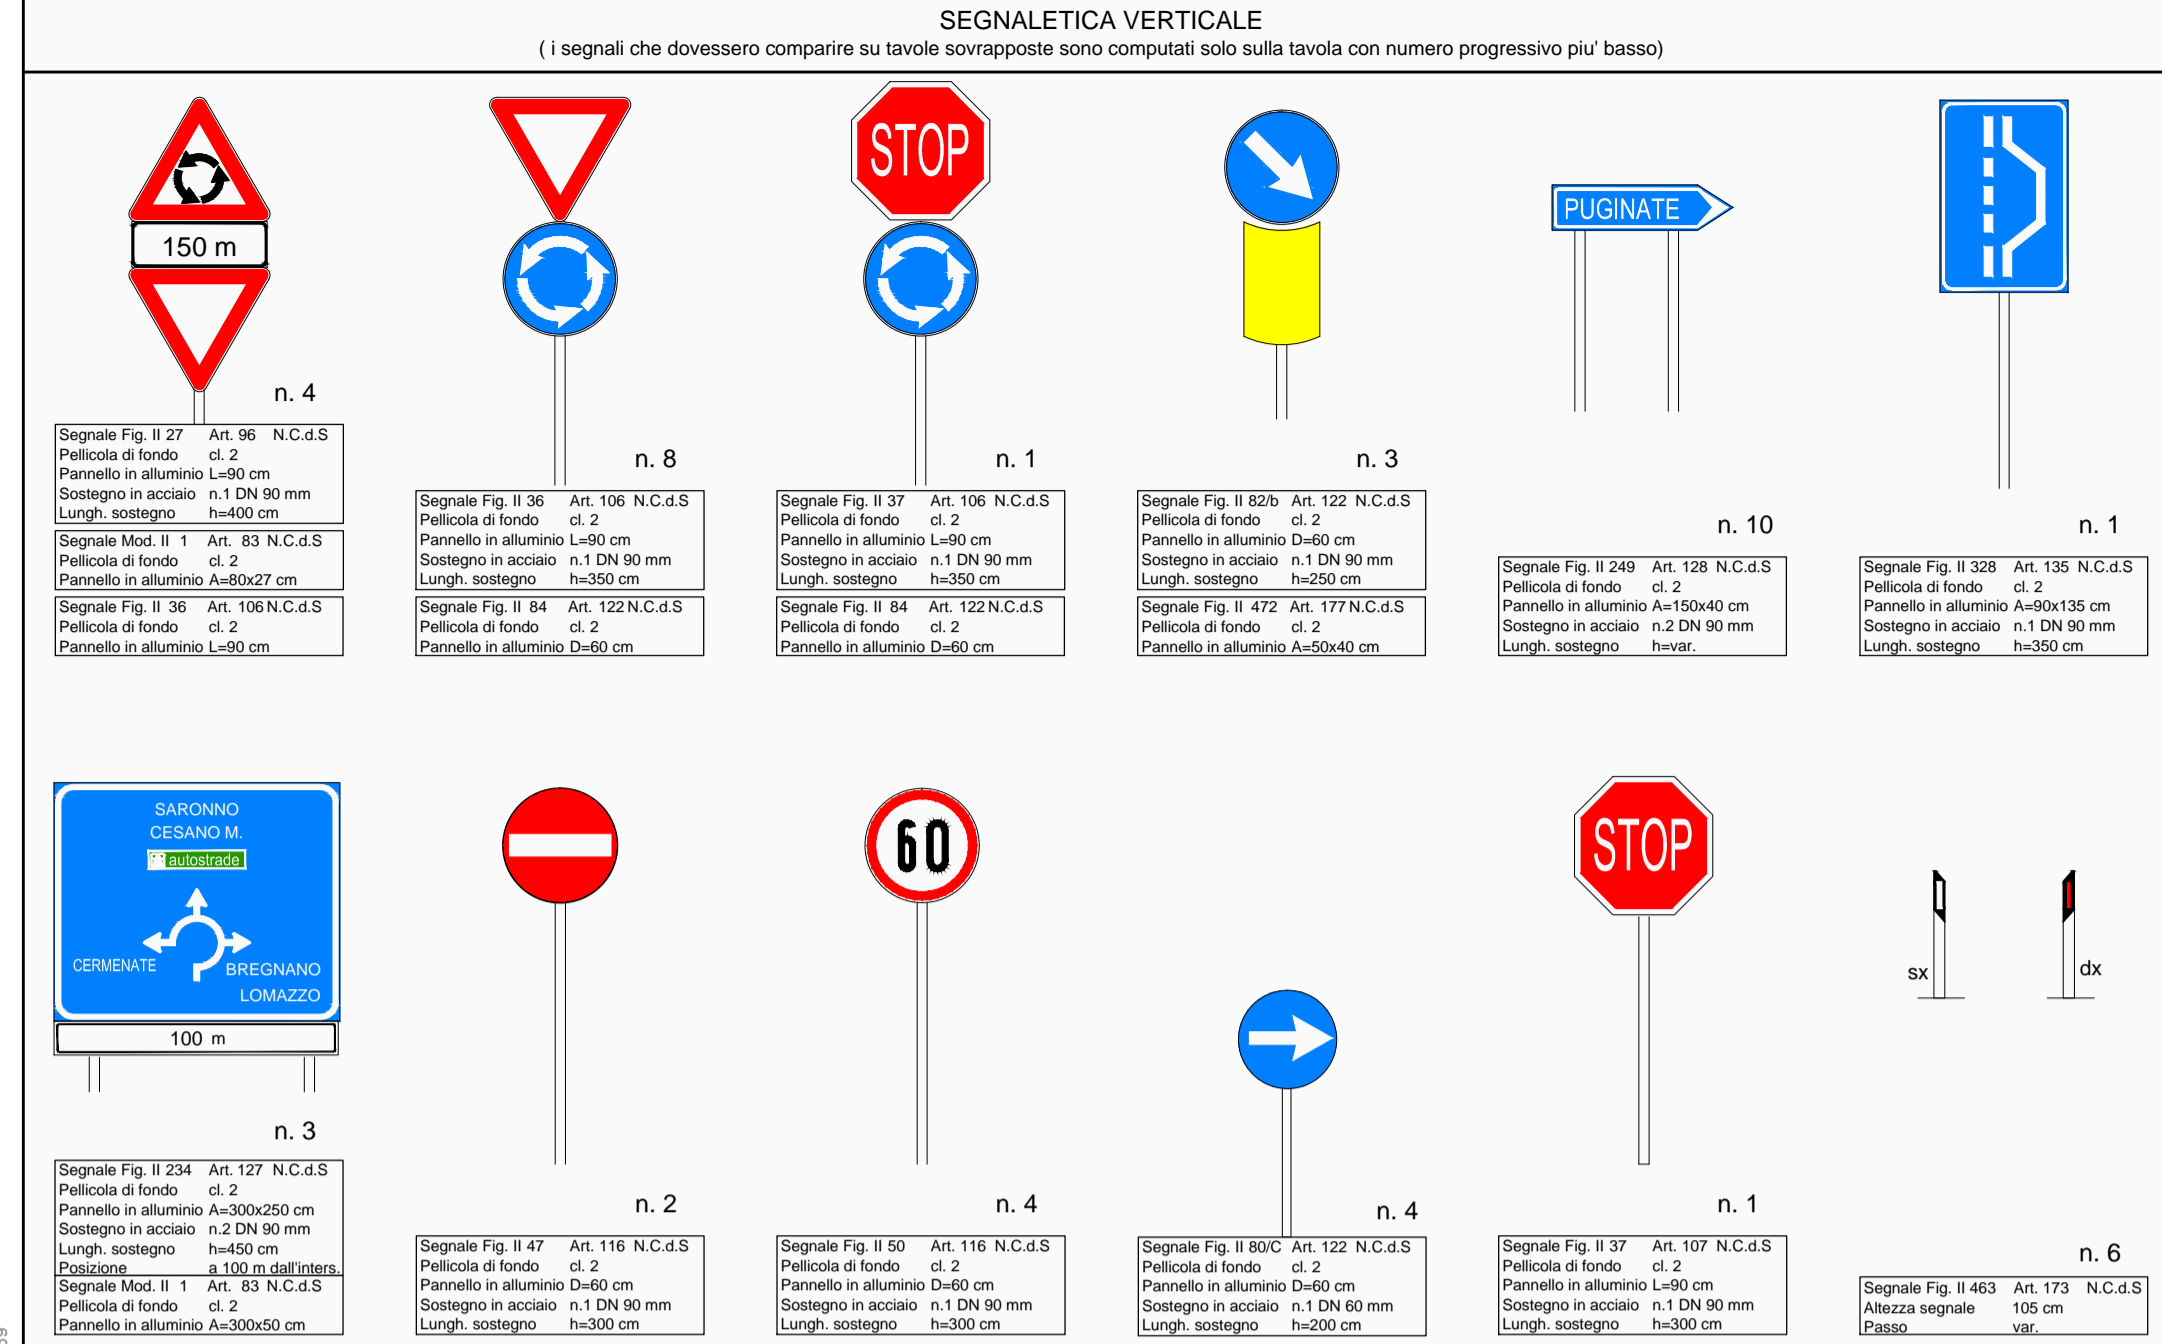 SEGNALETICA VERTICALE
( i segnali che dovessero comparire su tavole sovrapposte sono computati solo sulla tavola con numero progressivo piu' basso)
150 m
n. 4
Segnale Fig. II 27 Art. 96 N.C.d.S
Pellicola di fondo cl. 2
Pannello in alluminio L=90 cm
Sostegno in acciaio n.1 DN 90 mm
Lungh. sostegno h=400 cm
Segnale Mod. II 1 Art. 83 N.C.d.S
Pellicola di fondo cl. 2
Pannello in alluminio A=80x27 cm
Segnale Fig. II 36 Art. 106 N.C.d.S
Pellicola di fondo cl. 2
Pannello in alluminio L=90 cm
n. 8
Segnale Fig. II 36 Art. 106 N.C.d.S
Pellicola di fondo cl. 2
Pannello in alluminio L=90 cm
Sostegno in acciaio n.1 DN 90 mm
Lungh. sostegno h=350 cm
Segnale Fig. II 84 Art. 122 N.C.d.S
Pellicola di fondo cl. 2
Pannello in alluminio D=60 cm
STOP
n. 1
Segnale Fig. II 37 Art. 106 N.C.d.S
Pellicola di fondo cl. 2
Pannello in alluminio L=90 cm
Sostegno in acciaio n.1 DN 90 mm
Lungh. sostegno h=350 cm
Segnale Fig. II 84 Art. 122 N.C.d.S
Pellicola di fondo cl. 2
Pannello in alluminio D=60 cm
n. 3
Segnale Fig. II 82/b Art. 122 N.C.d.S
Pellicola di fondo cl. 2
Pannello in alluminio D=60 cm
Sostegno in acciaio n.1 DN 90 mm
Lungh. sostegno h=250 cm
Segnale Fig. II 472 Art. 177 N.C.d.S
Pellicola di fondo cl. 2
Pannello in alluminio A=50x40 cm
PUGINATE
n. 10
Segnale Fig. II 249 Art. 128 N.C.d.S
Pellicola di fondo cl. 2
Pannello in alluminio A=150x40 cm
Sostegno in acciaio n.2 DN 90 mm
Lungh. sostegno h=var.
n. 1
Segnale Fig. II 328 Art. 135 N.C.d.S
Pellicola di fondo cl. 2
Pannello in alluminio A=90x135 cm
Sostegno in acciaio n.1 DN 90 mm
Lungh. sostegno h=350 cm
SARONNO
CESANO M.
autostrade
CERMENATE
BREGNANO
LOMAZZO
100 m
n. 3
Segnale Fig. II 234 Art. 127 N.C.d.S
Pellicola di fondo cl. 2
Pannello in alluminio A=300x250 cm
Sostegno in acciaio n.2 DN 90 mm
Lungh. sostegno h=450 cm
Posizione a 100 m dall'inters.
Segnale Mod. II 1 Art. 83 N.C.d.S
Pellicola di fondo cl. 2
Pannello in alluminio A=300x50 cm
n. 2
Segnale Fig. II 47 Art. 116 N.C.d.S
Pellicola di fondo cl. 2
Pannello in alluminio D=60 cm
Sostegno in acciaio n.1 DN 90 mm
Lungh. sostegno h=300 cm
60
n. 4
Segnale Fig. II 50 Art. 116 N.C.d.S
Pellicola di fondo cl. 2
Pannello in alluminio D=60 cm
Sostegno in acciaio n.1 DN 90 mm
Lungh. sostegno h=300 cm
n. 4
Segnale Fig. II 80/C Art. 122 N.C.d.S
Pellicola di fondo cl. 2
Pannello in alluminio D=60 cm
Sostegno in acciaio n.1 DN 60 mm
Lungh. sostegno h=200 cm
STOP
n. 1
Segnale Fig. II 37 Art. 107 N.C.d.S
Pellicola di fondo cl. 2
Pannello in alluminio L=90 cm
Sostegno in acciaio n.1 DN 90 mm
Lungh. sostegno h=300 cm
sx
dx
n. 6
Segnale Fig. II 463 Art. 173 N.C.d.S
Altezza segnale 105 cm
Passo var.